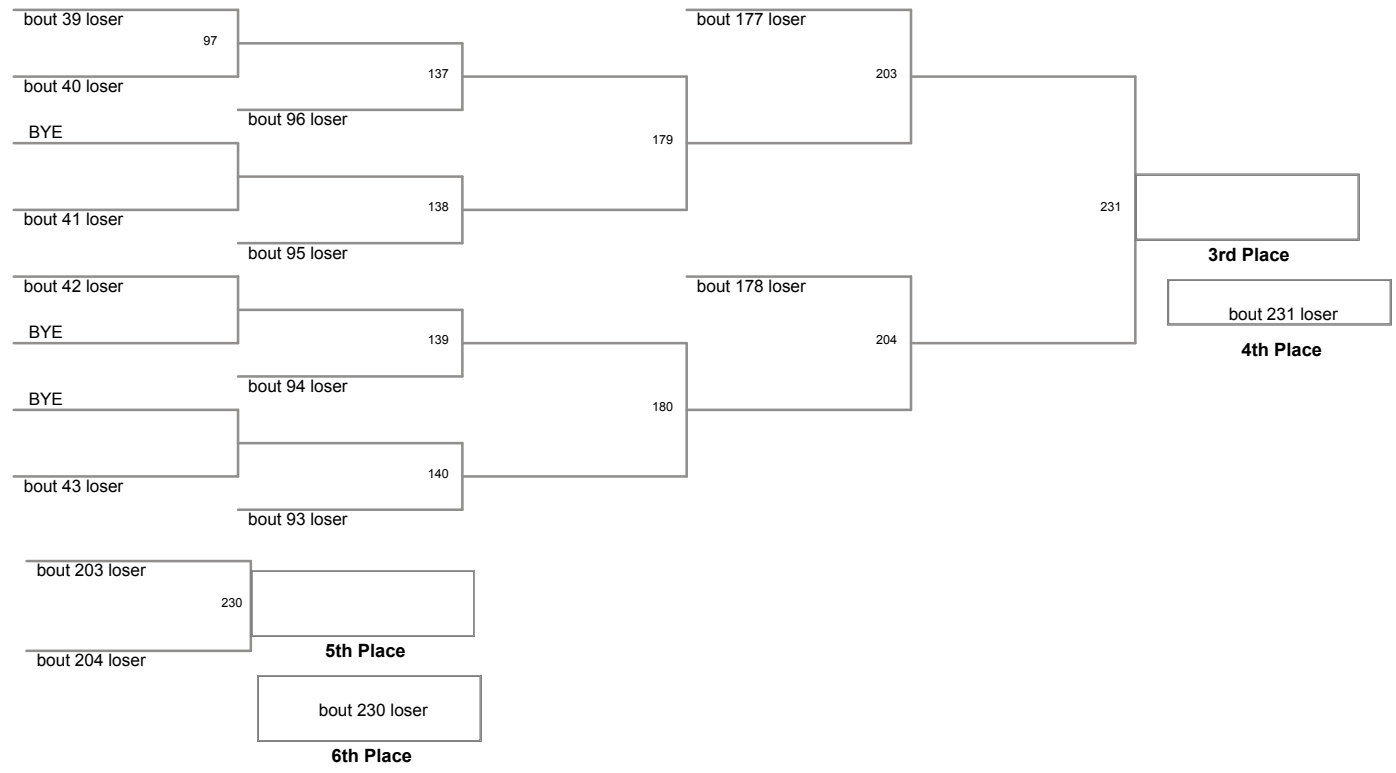 bout 39 loser
97
bout 40 loser
137
bout 96 loser
BYE
bout 41 loser
138
bout 95 loser
179
bout 177 loser
203
bout 42 loser
BYE
139
bout 94 loser
BYE
bout 43 loser
140
bout 93 loser
180
bout 178 loser
204
231
3rd Place
bout 231 loser
4th Place
bout 203 loser
230
bout 204 loser
5th Place
bout 230 loser
6th Place